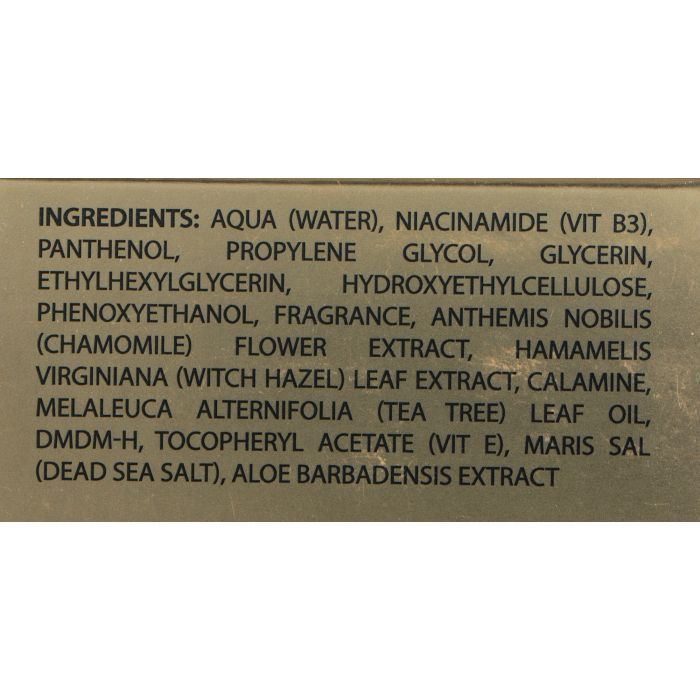 INGREDIENTS: AQUA (WATER), NIACINAMIDE (VIT B3),
PANTHENOL, PROPYLENE GLYCOL, GLYCERIN,
ETHYLHEXYLGLYCERIN, HYDROXYETHYLCELLULOSE,
PHENOXYETHANOL, FRAGRANCE, ANTHEMIS NOBILIS
(CHAMOMILE) FLOWER EXTRACT, HAMAMELIS
VIRGINIANA (WITCH HAZEL) LEAF EXTRACT, CALAMINE,
MELALEUCA ALTERNIFOLIA (TEA TREE) LEAF OIL,
DMDM-H, TOCOPHERYL ACETATE (VIT E), MARIS SAL
(DEAD SEA SALT), ALOE BARBADENSIS EXTRACT